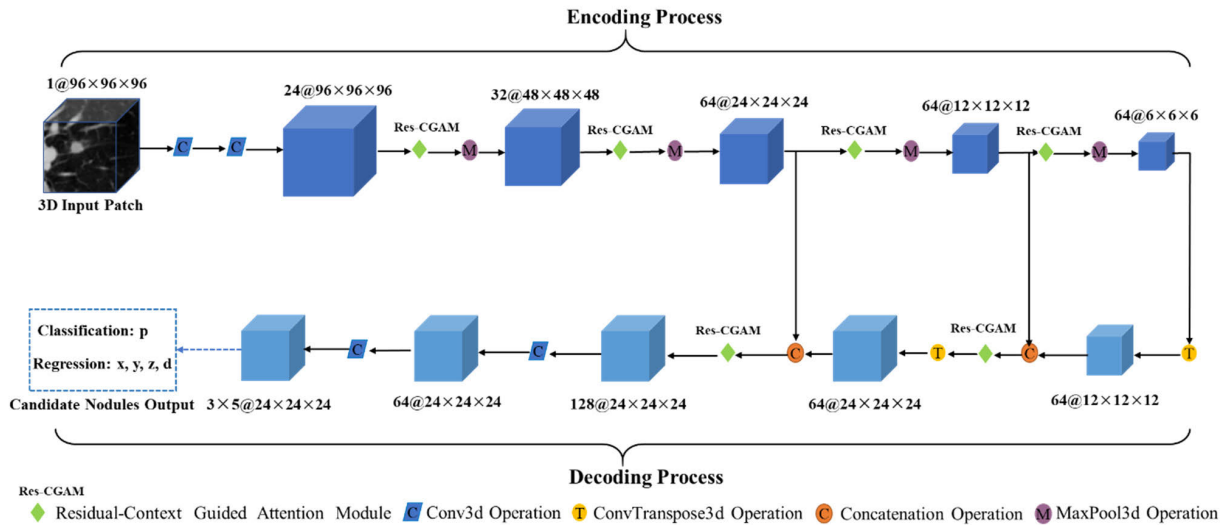 Encoding Process
1@96×96×96
24@96×96×96
32@48×48×48
64@24×24×24
64@12×12×12
64@6×6×6
Res-CGAM
Res-CGAM
Res-CGAM
Res-CGAM
C
C
M
M
M
M
3D Input Patch
Classification: p
Regression: x, y, z, d
Res-CGAM
Res-CGAM
C
C
C
T
C
T
Candidate Nodules Output
3×5@24×24×24
64@24×24×24
128@24×24×24
64@24×24×24
64@12×12×12
Decoding Process
Res-CGAM
Residual-Context Guided Attention Module
C Conv3d Operation
T ConvTranspose3d Operation
C Concatenation Operation
M MaxPool3d Operation